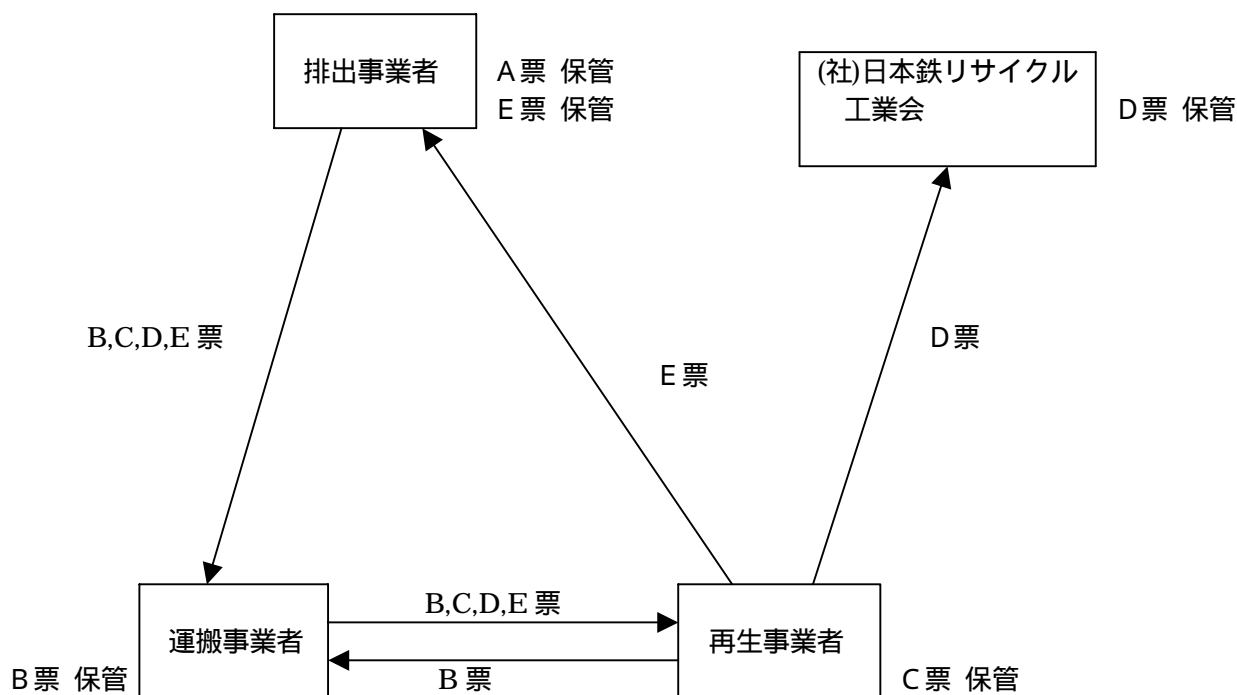 排出事業者
A票 保管
E票 保管
(社)日本鉄リサイクル
工業会
D票 保管
B,C,D,E 票
E票
D票
運搬事業者
B票 保管
B,C,D,E 票
B 票
再生事業者
C票 保管